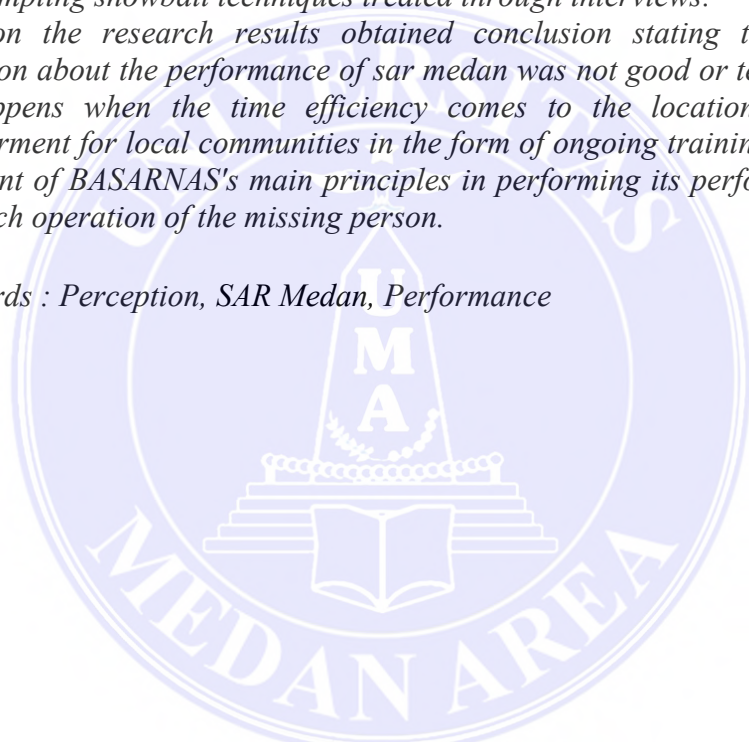 mpling snowball techniques treated through interviews.
on the research results obtained conclusion stating t
on about the performance of sar medan was not good or t
ppens when the time efficiency comes to the location
rment for local communities in the form of ongoing training
nt of BASARNAS's main principles in performing its perfo
ch operation of the missing person.
rds : Perception, SAR Medan, Performance
UNIVERSITAS
UMA
MEDAN AREA